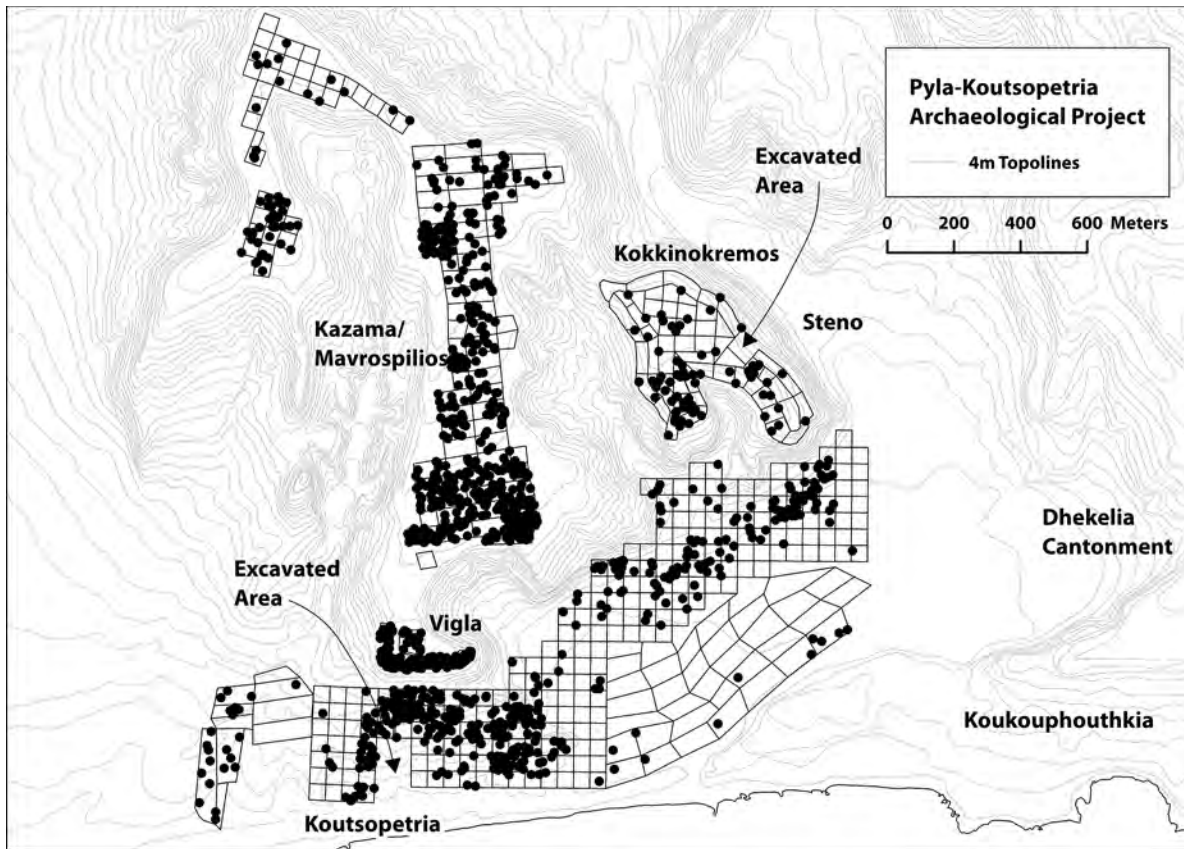 Pyla-Koutsopetria
Archaeological Project
4m Topolines
0 200 400 600 Meters
Excavated
Area
Kokkinokremos
Steno
Kazama/
Mavrospilios
Dhekelia
Cantonment
Excavated
Area
Vigla
Koukouphouthkia
Koutsopetria